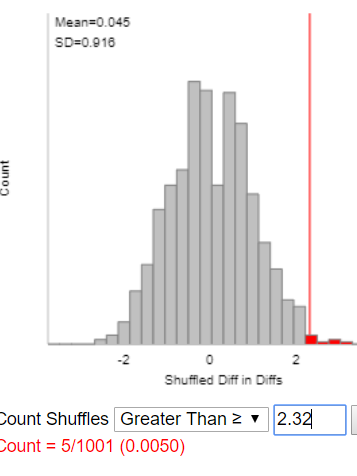 Mean=0.045
SD=0.916
Count
-2
0
2
Shuffled Diff in Diffs
Count Shuffles Greater Than ≥ ▼ 2.32
Count = 5/1001 (0.0050)